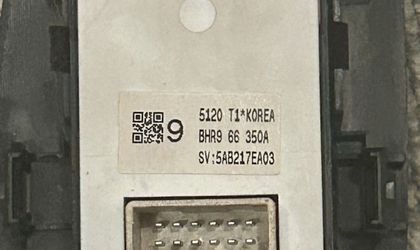 5120 T1*KOREA
9
BHR9 66 350A
SV:5AB217EA03